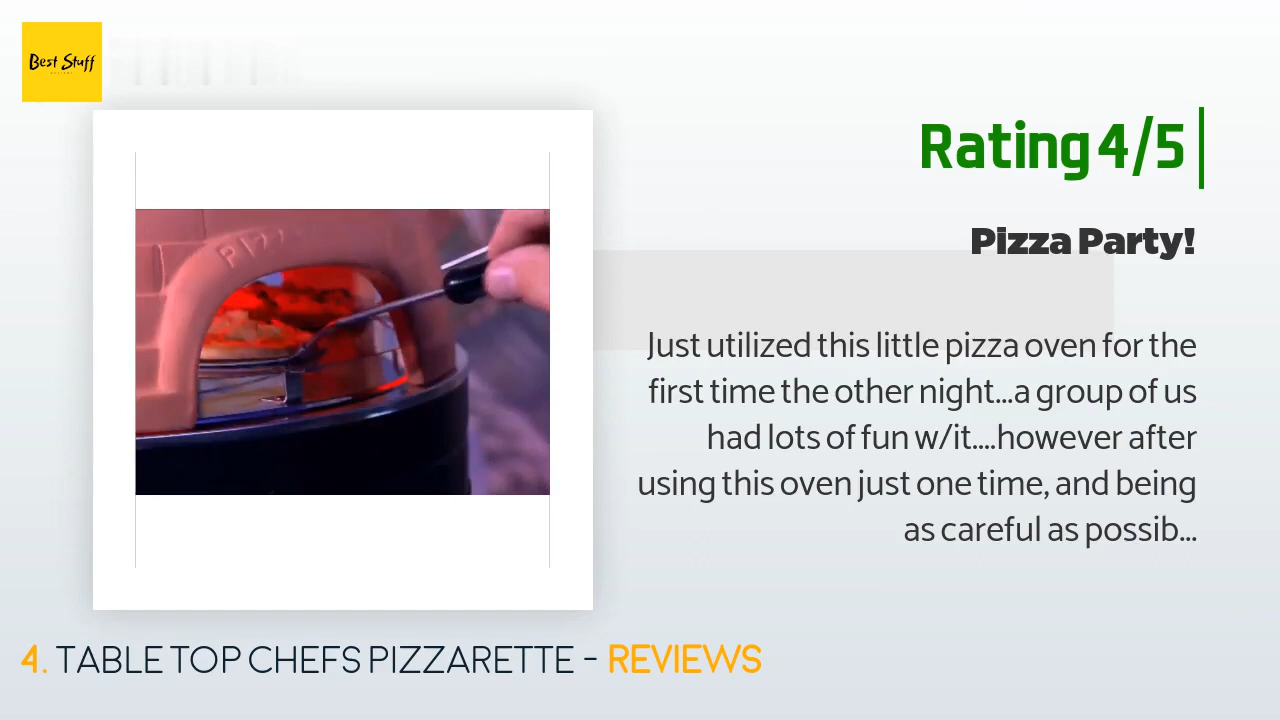 Best Stuff
Rating 4/5
Pizza Party!
PIZZ
Just utilized this little pizza oven for the
first time the other night...a group of us
had lots of fun w/it....however after
using this oven just one time, and being
as careful as possib...
4. TABLE TOP CHEFS PIZZARETTE - REVIEWS